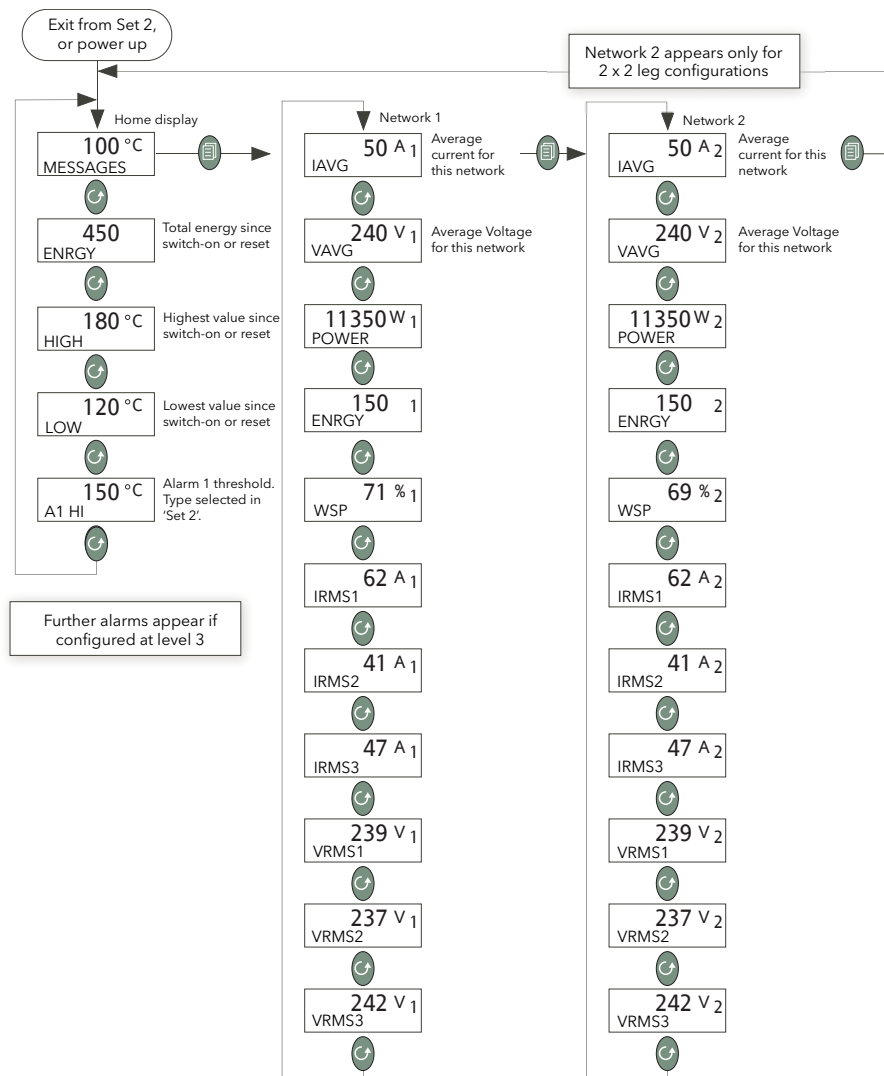 Exit from Set 2,
or power up
Network 2 appears only for
2 x 2 leg configurations
Home display
100 °C
MESSAGES
450
ENRGY
Total energy since
switch-on or reset
180 °C
HIGH
Highest value since
switch-on or reset
120 °C
LOW
Lowest value since
switch-on or reset
150 °C
A1 HI
Alarm 1 threshold.
Type selected in
‘Set 2’.
Further alarms appear if
configured at level 3
Network 1
50 A 1
IAVG
Average
current for
this network
240 V 1
VAVG
Average Voltage
for this network
11350 W 1
POWER
150 1
ENRGY
71 % 1
WSP
62 A 1
IRMS1
41 A 1
IRMS2
47 A 1
IRMS3
239 V 1
VRMS1
237 V 1
VRMS2
242 V 1
VRMS3
Network 2
50 A 2
IAVG
Average
current for this
network
240 V 2
VAVG
Average Voltage
for this network
11350 W 2
POWER
150 2
ENRGY
69 % 2
WSP
62 A 2
IRMS1
41 A 2
IRMS2
47 A 2
IRMS3
239 V 2
VRMS1
237 V 2
VRMS2
242 V 2
VRMS3